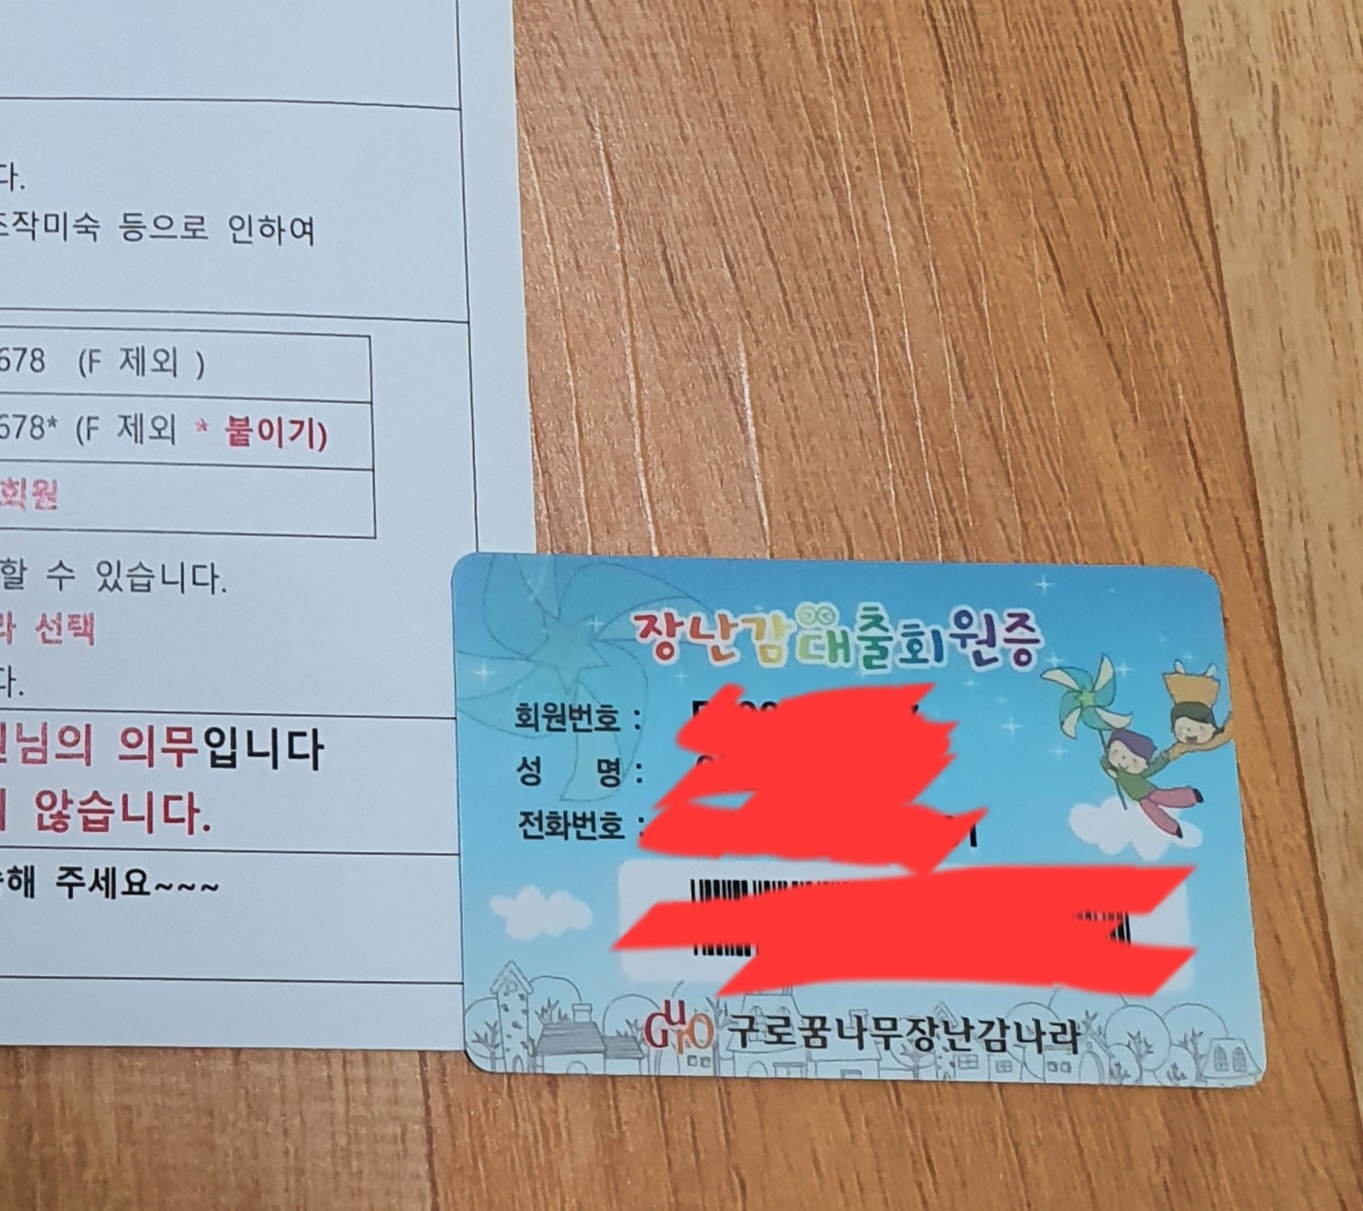 다.
조작미숙 등으로 인하여
678 (F 제외 )
678* (F 제외 * 붙이기)
회원
할 수 있습니다.
선택
다.
님의 의무입니다
않습니다.
해 주세요~~~
장난감대출회원증
회원번호 :
성 명 :
전화번호 :
GurO 구로꿈나무장난감나라